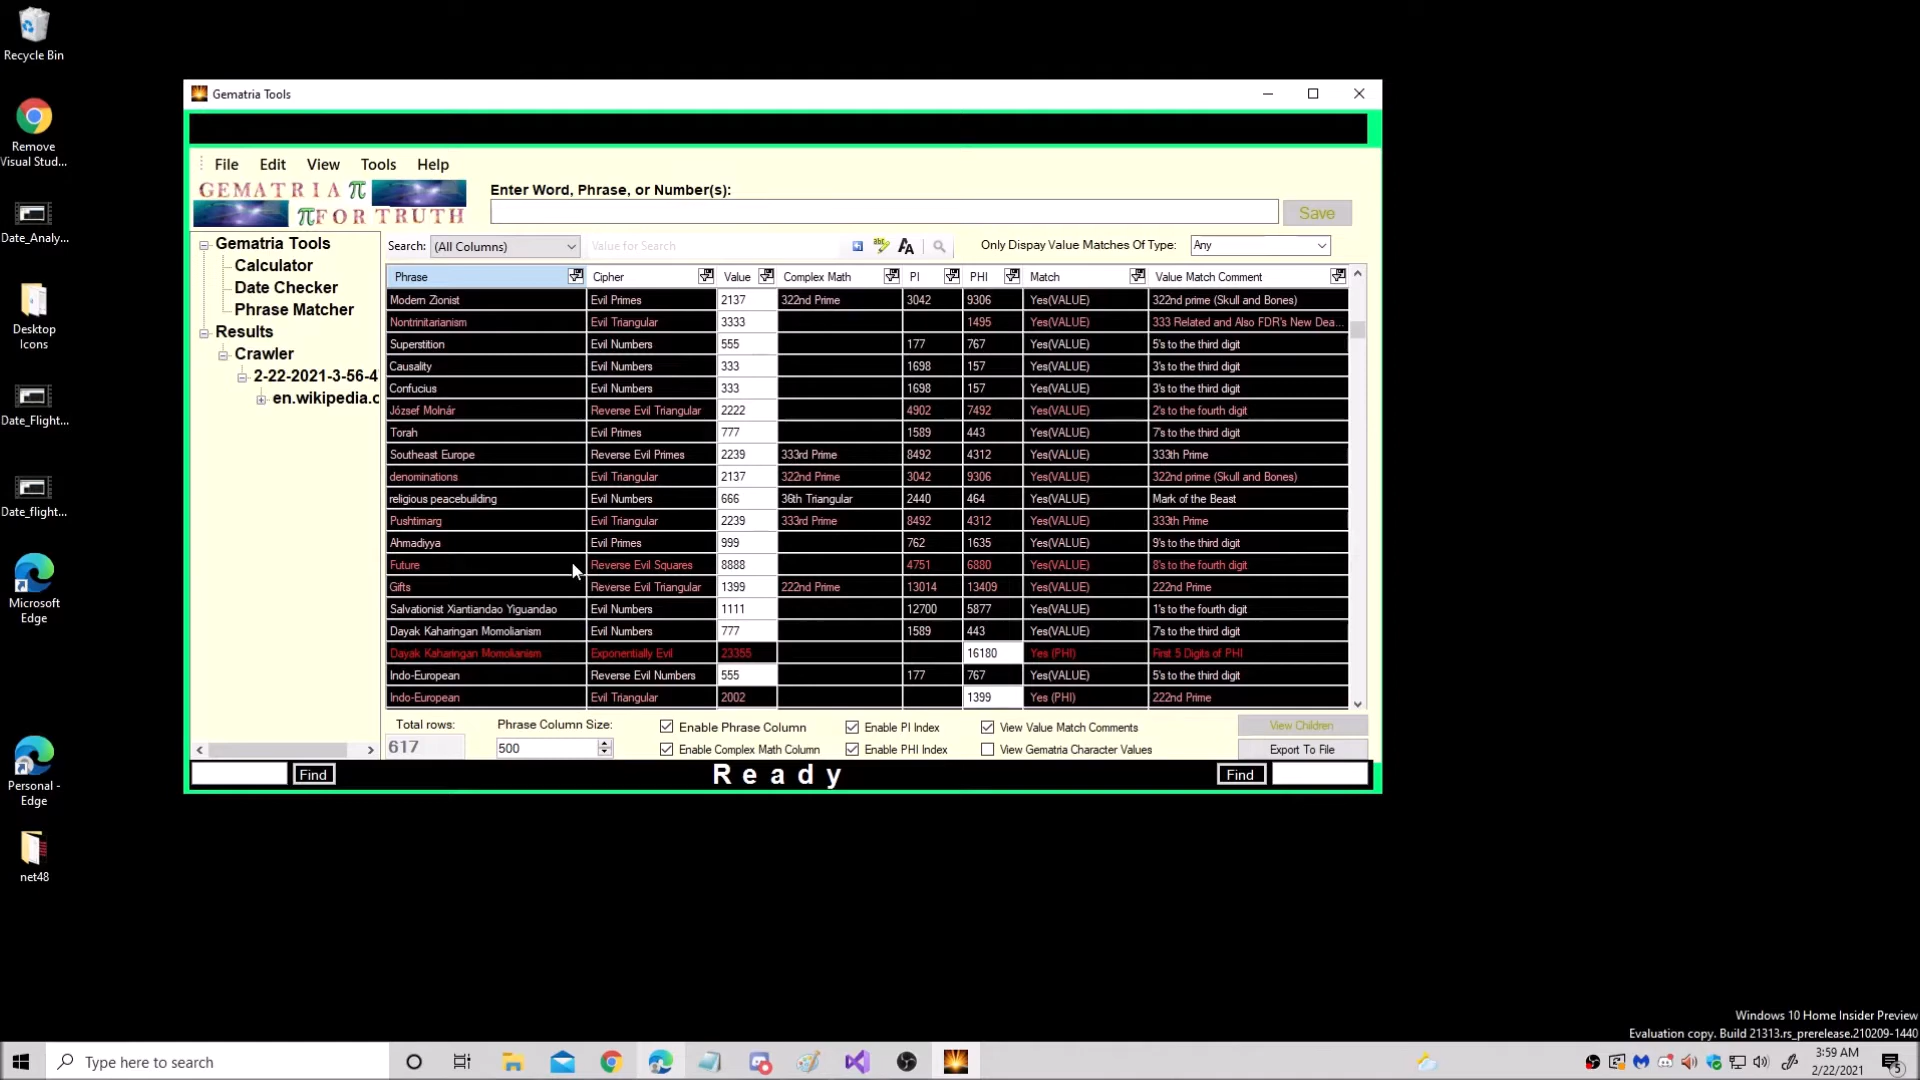 Recycle Bin
Remove
Visual Stud...
Date_Analy...
Desktop
Icons
Date_Flight...
Date_flight...
Microsoft
Edge
Personal -
Edge
net48
Gematria Tools
File Edit View Tools Help
GEMATRIA π
πFOR TRUTH
Enter Word, Phrase, or Number(s):
Save
Gematria Tools
Calculator
Date Checker
Phrase Matcher
Results
Crawler
2-22-2021-3-56-4
en.wikipedia.c
Search: (All Columns) Value for Search Only Dispay Value Matches Of Type: Any
Phrase Cipher Value Complex Math PI PHI Match Value Match Comment
Modern Zionist Evil Primes 2137 322nd Prime 3042 9306 Yes(VALUE) 322nd prime (Skull and Bones)
Nontrinitarianism Evil Triangular 3333 1495 Yes(VALUE) 333 Related and Also FDR's New Dea...
Superstition Evil Numbers 555 177 767 Yes(VALUE) 5's to the third digit
Causality Evil Numbers 333 1698 157 Yes(VALUE) 3's to the third digit
Confucius Evil Numbers 333 1698 157 Yes(VALUE) 3's to the third digit
József Molnár Reverse Evil Triangular 2222 4902 7492 Yes(VALUE) 2's to the fourth digit
Torah Evil Primes 777 1589 443 Yes(VALUE) 7's to the third digit
Southeast Europe Reverse Evil Primes 2239 333rd Prime 8492 4312 Yes(VALUE) 333th Prime
denominations Evil Triangular 2137 322nd Prime 3042 9306 Yes(VALUE) 322nd prime (Skull and Bones)
religious peacebuilding Evil Numbers 666 36th Triangular 2440 464 Yes(VALUE) Mark of the Beast
Pushtimarg Evil Triangular 2239 333rd Prime 8492 4312 Yes(VALUE) 333th Prime
Ahmadiyya Evil Primes 999 762 1635 Yes(VALUE) 9's to the third digit
Future Reverse Evil Squares 8888 4751 6880 Yes(VALUE) 8's to the fourth digit
Gifts Reverse Evil Triangular 1399 222nd Prime 13014 13409 Yes(VALUE) 222nd Prime
Salvationist Xiantiandao Yiguandao Evil Numbers 1111 12700 5877 Yes(VALUE) 1's to the fourth digit
Dayak Kaharingan Momolianism Evil Numbers 777 1589 443 Yes(VALUE) 7's to the third digit
Dayak Kaharingan Momolianism Exponentially Evil 23355 16180 Yes (PHI) First 5 Digits of PHI
Indo-European Reverse Evil Numbers 555 177 767 Yes(VALUE) 5's to the third digit
Indo-European Evil Triangular 2002 1399 Yes (PHI) 222nd Prime
Total rows: Phrase Column Size: Enable Phrase Column Enable PI Index View Value Match Comments View Children
617 500 Enable Complex Math Column Enable PHI Index View Gematria Character Values Export To File
Find Ready Find
Windows 10 Home Insider Preview
Evaluation copy. Build 21313.rs_prerelease.210209-1440
Type here to search
3:59 AM
2/22/2021
5